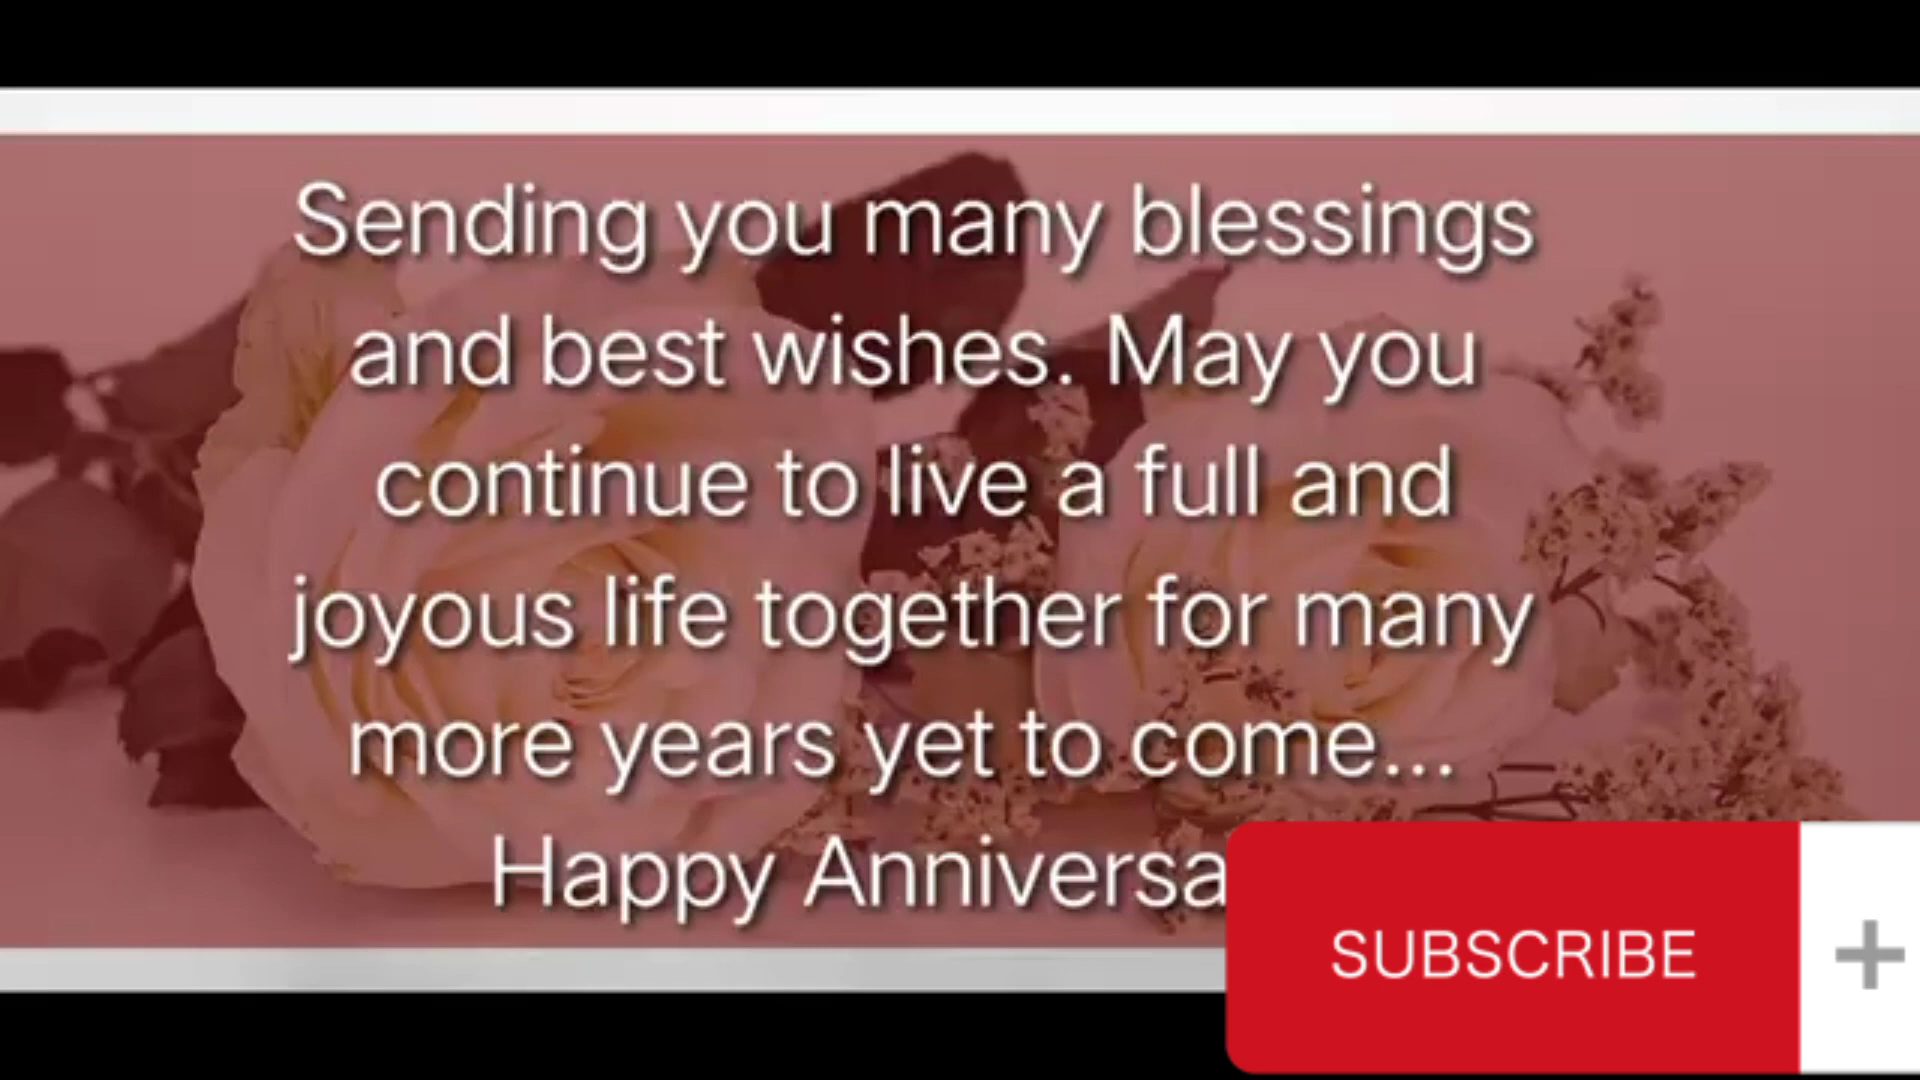 Sending you many blessings
and best wishes. May you
continue to live a full and
joyous life together for many
more years yet to come...
Happy Anniversa
SUBSCRIBE